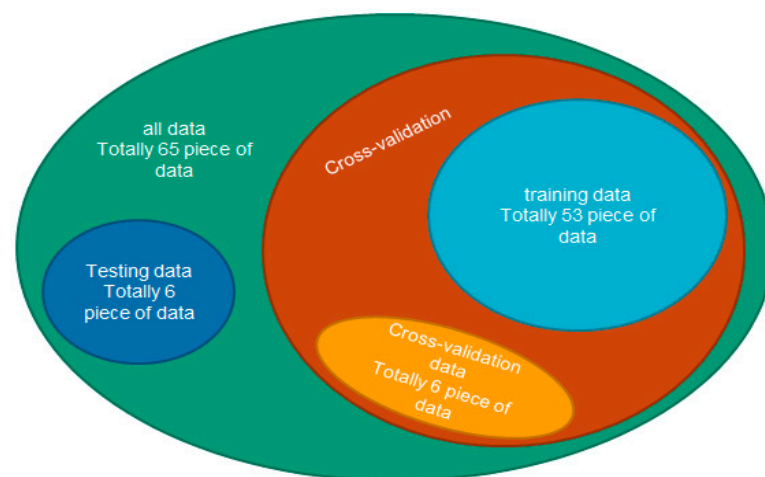 all data
Totally 65 piece of
data
Cross-validation
training data
Totally 53 piece of
data
Testing data
Totally 6
piece of data
Cross-validation
data
Totally 6 piece of
data